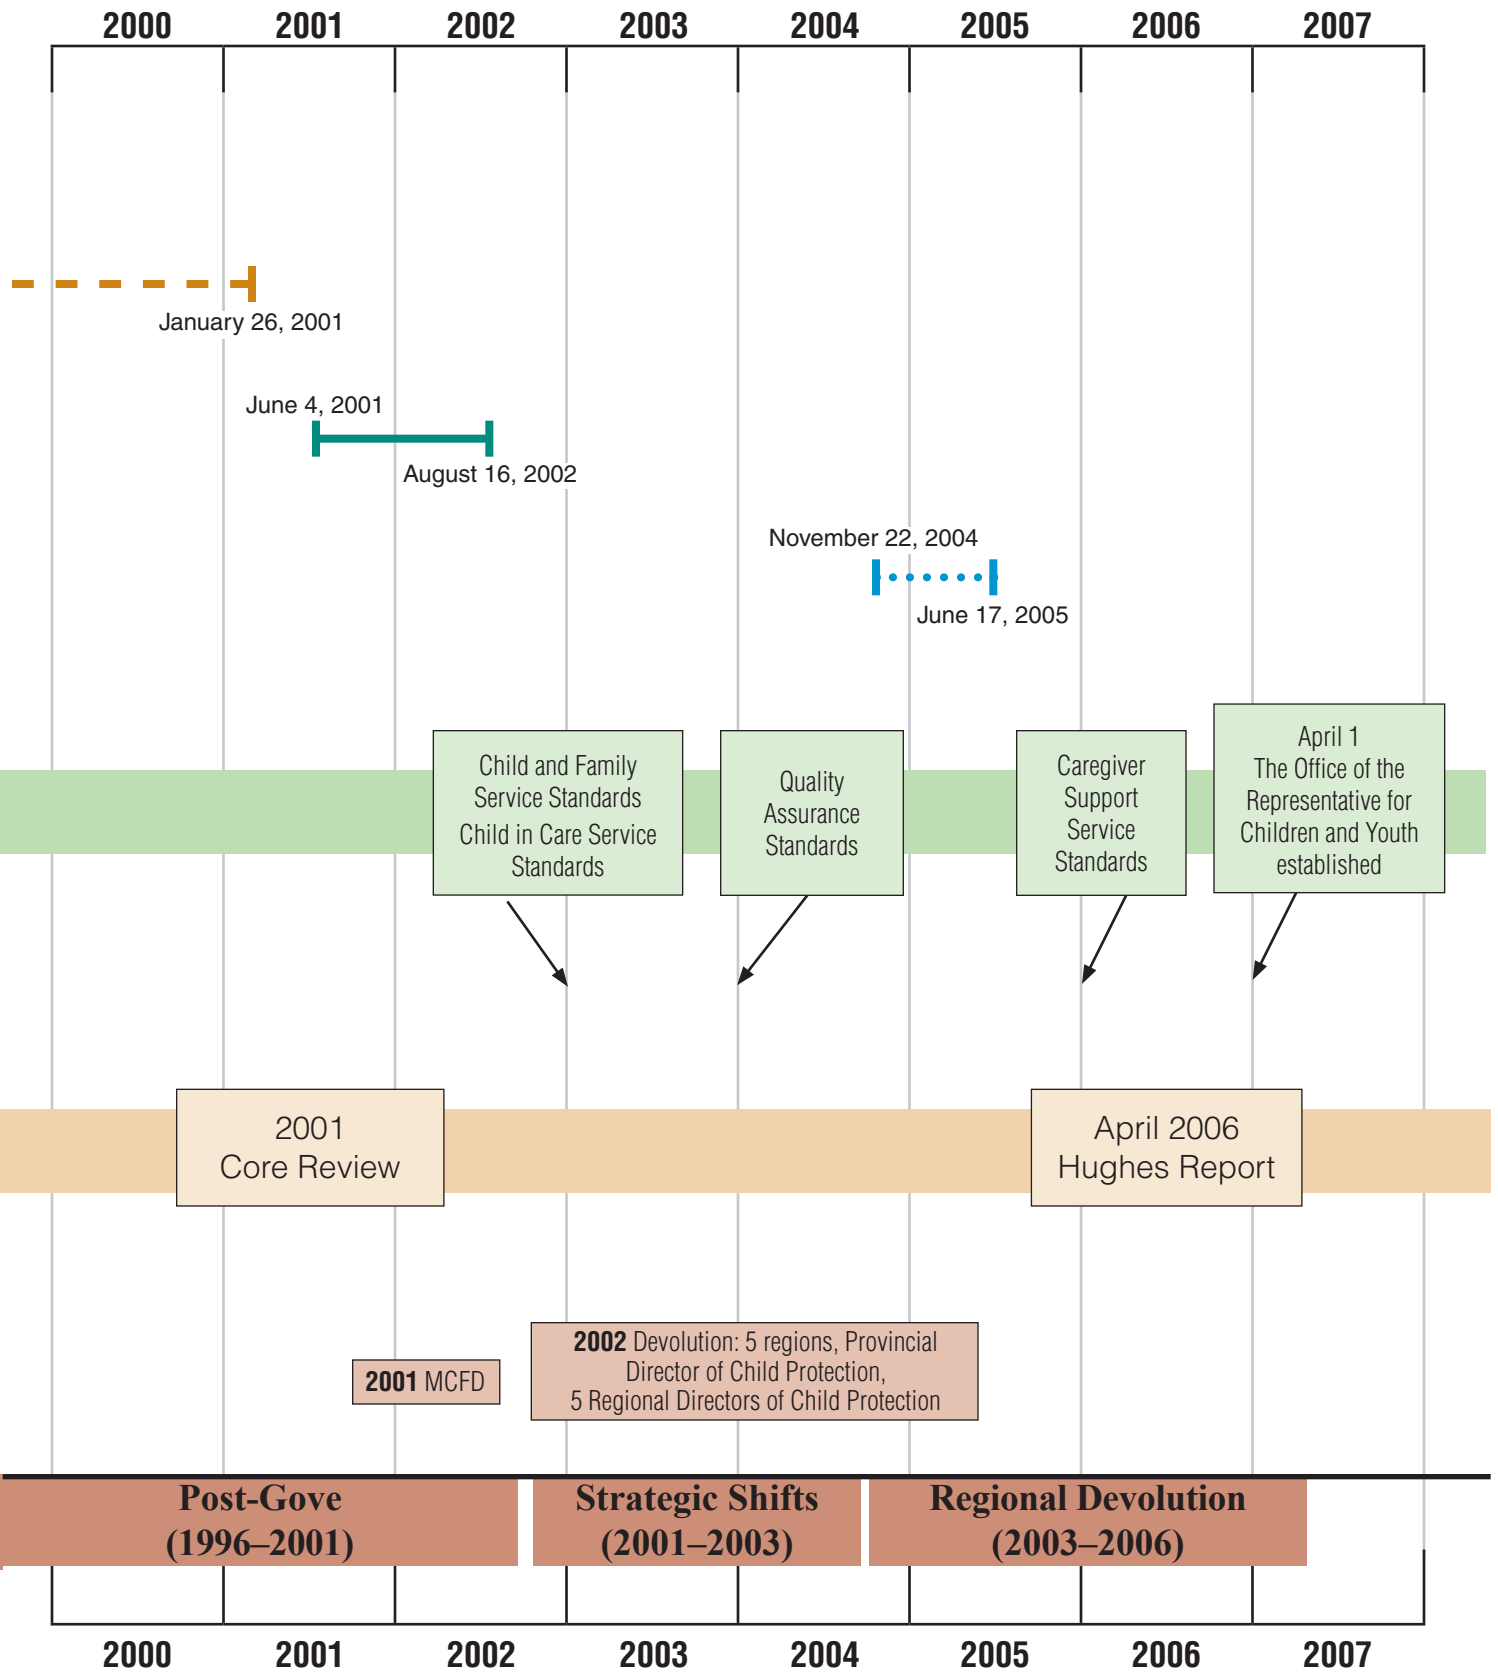 2000 2001 2002 2003 2004 2005 2006 2007
January 26, 2001
June 4, 2001
August 16, 2002
November 22, 2004
June 17, 2005
Child and Family
Service Standards
Child in Care Service
Standards
Quality
Assurance
Standards
Caregiver
Support
Service
Standards
April 1
The Office of the
Representative for
Children and Youth
established
2001
Core Review
April 2006
Hughes Report
2001 MCFD
2002 Devolution: 5 regions, Provincial
Director of Child Protection,
5 Regional Directors of Child Protection
Post-Gove
(1996–2001)
Strategic Shifts
(2001–2003)
Regional Devolution
(2003–2006)
2000 2001 2002 2003 2004 2005 2006 2007